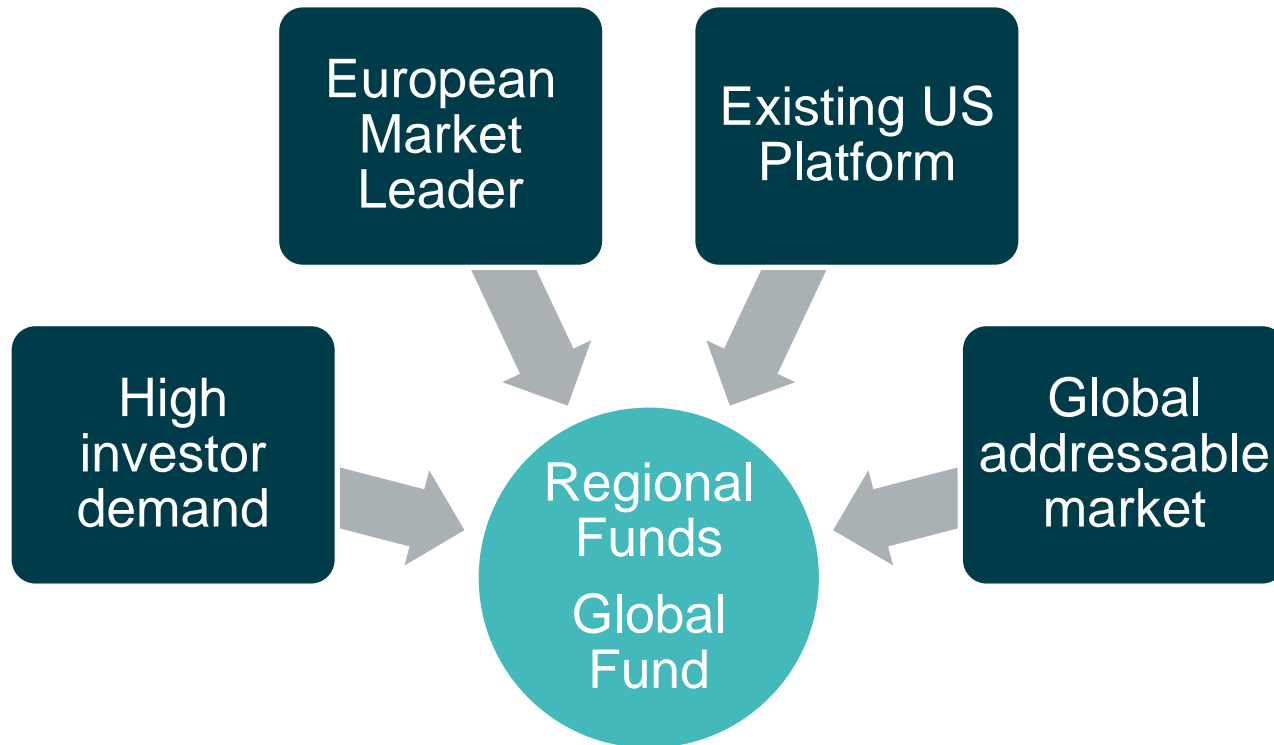 European
Market
Leader
Existing US
Platform
High
investor
demand
Global
addressable
market
Regional
Funds
Global
Fund